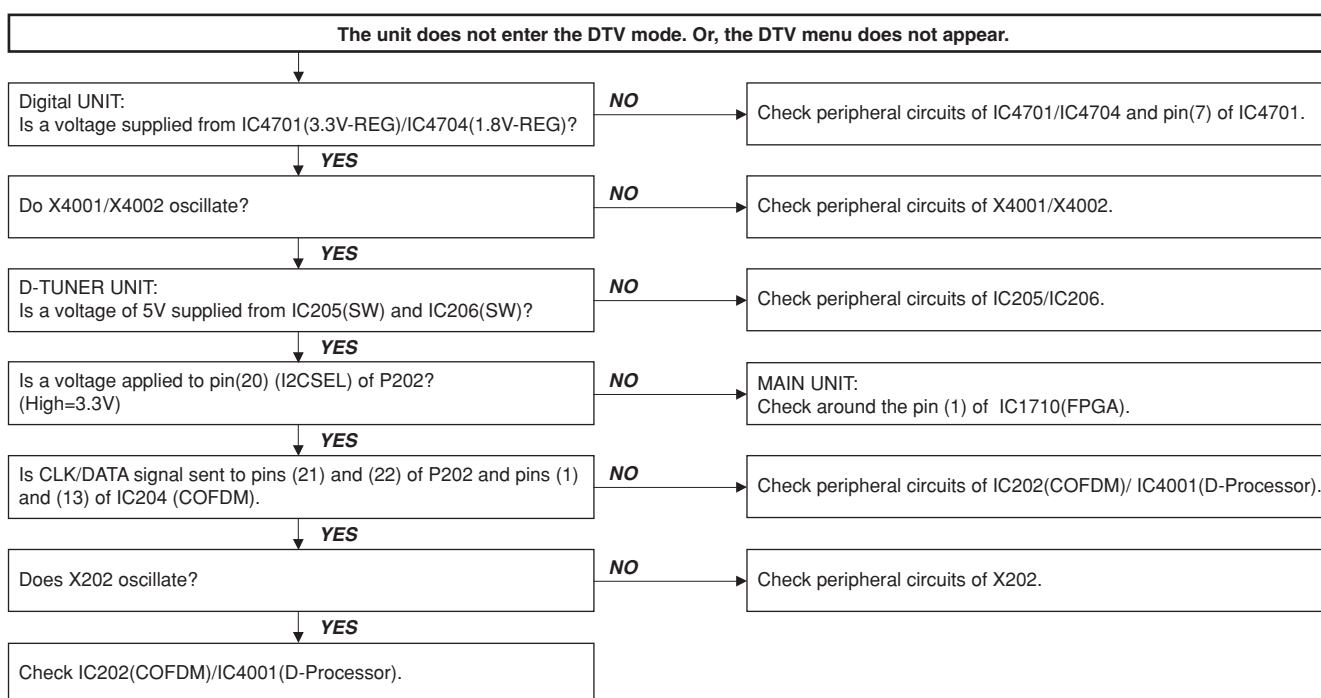 The unit does not enter the DTV mode. Or, the DTV menu does not appear.
Digital UNIT:
Is a voltage supplied from IC4701(3.3V-REG)/IC4704(1.8V-REG)?
NO
Check peripheral circuits of IC4701/IC4704 and pin(7) of IC4701.
YES
Do X4001/X4002 oscillate?
NO
Check peripheral circuits of X4001/X4002.
YES
D-TUNER UNIT:
Is a voltage of 5V supplied from IC205(SW) and IC206(SW)?
NO
Check peripheral circuits of IC205/IC206.
YES
Is a voltage applied to pin(20) (I2CSEL) of P202?
(High=3.3V)
NO
MAIN UNIT:
Check around the pin (1) of IC1710(FPGA).
YES
Is CLK/DATA signal sent to pins (21) and (22) of P202 and pins (1)
and (13) of IC204 (COFDM).
NO
Check peripheral circuits of IC202(COFDM)/ IC4001(D-Processor).
YES
Does X202 oscillate?
NO
Check peripheral circuits of X202.
YES
Check IC202(COFDM)/IC4001(D-Processor).